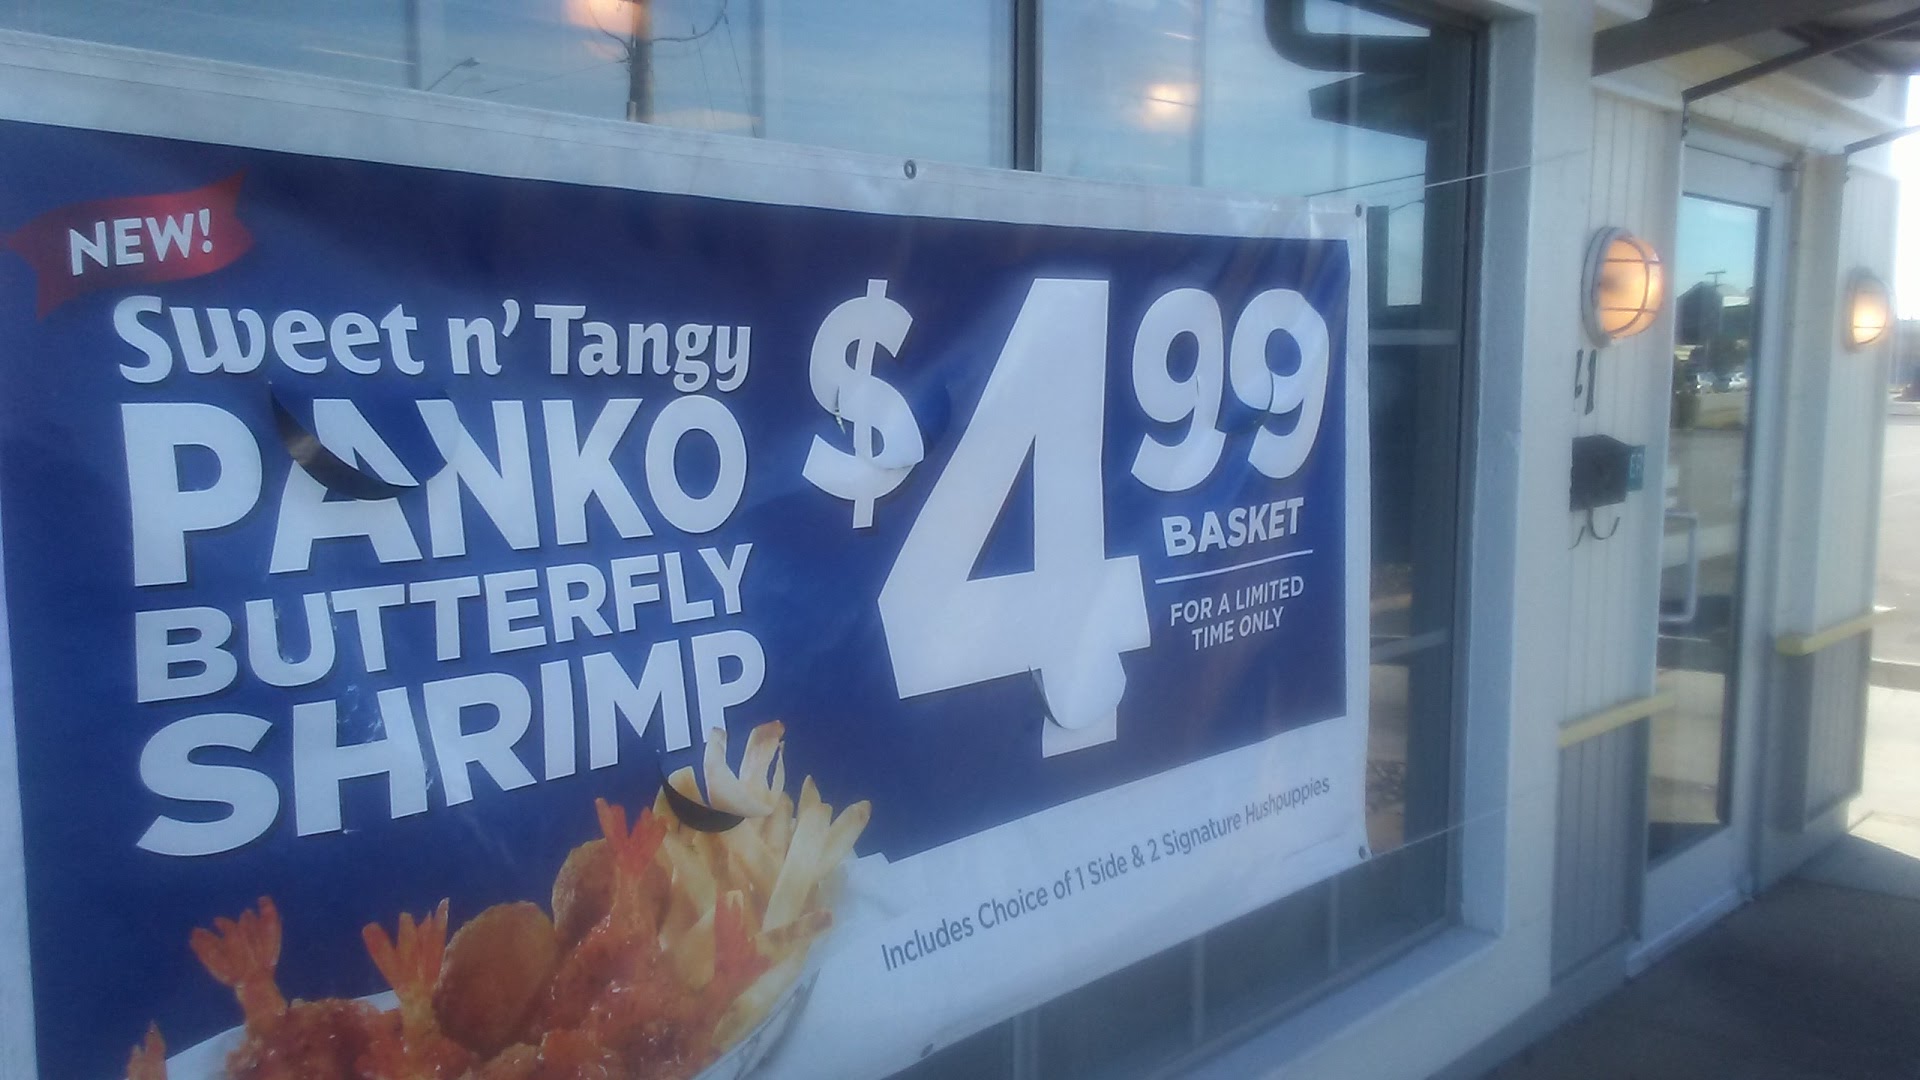 NEW!
Sweet n' Tangy
PANKO
BUTTERFLY
SHRIMP
$4.99
BASKET
FOR A LIMITED
TIME ONLY
Includes Choice of 1 Side & 2 Signature Hushpuppies